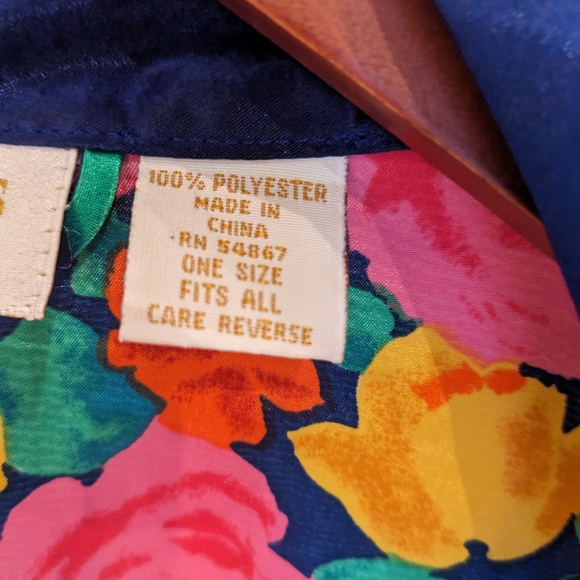 100% POLYESTER
MADE IN
CHINA
RN 54867
ONE SIZE
FITS ALL
CARE REVERSE